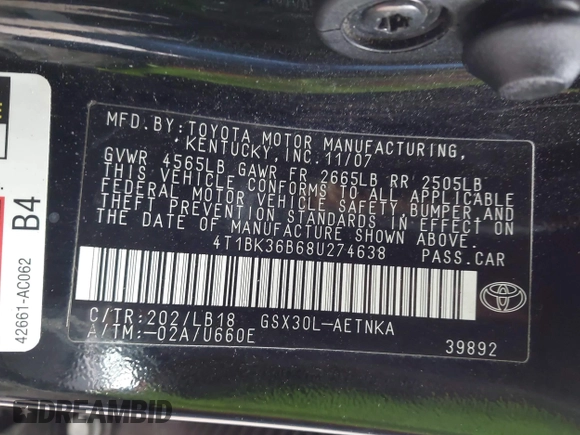 MFD.BY:TOYOTA MOTOR MANUFACTURING,
KENTUCKY, INC.11/07
GVWR 4565LB GAWR FR 2665LB RR 2505LB
THIS VEHICLE CONFORMS TO ALL APPLICABLE
FEDERAL MOTOR VEHICLE SAFETY, BUMPER, AND
THEFT PREVENTION STANDARDS IN EFFECT ON
THE DATE OF MANUFACTURE SHOWN ABOVE.
4T1BK36B68U274638 PASS.CAR
C/TR:202/LB18 GSX30L-AETNKA
A/TM:-02A/U660E
39892
B4
42661-AC062
DREAMBID